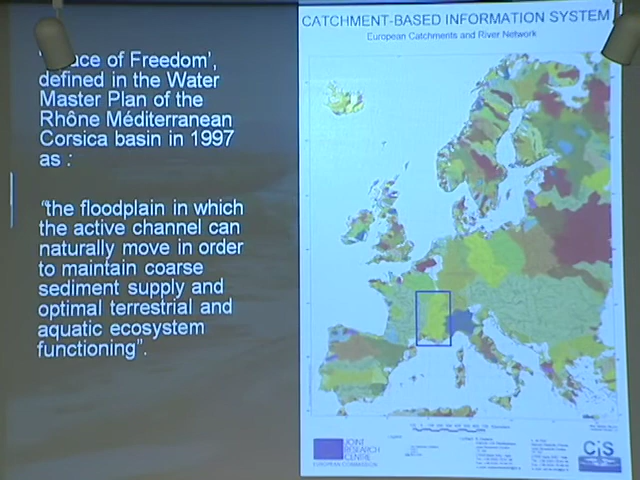 of Freedom',
defined in the Water
Master Plan of the
Rhône Méditerranean
Corsica basin in 1997
as :
“the floodplain in which
the active channel can
naturally move in order
to maintain coarse
sediment supply and
optimal terrestrial and
aquatic ecosystem
functioning”.
CATCHMENT-BASED INFORMATION SYSTEM
European Catchments and River Network
JOINT
RESEARCH
CENTRE
EUROPEAN COMMISSION
CIS